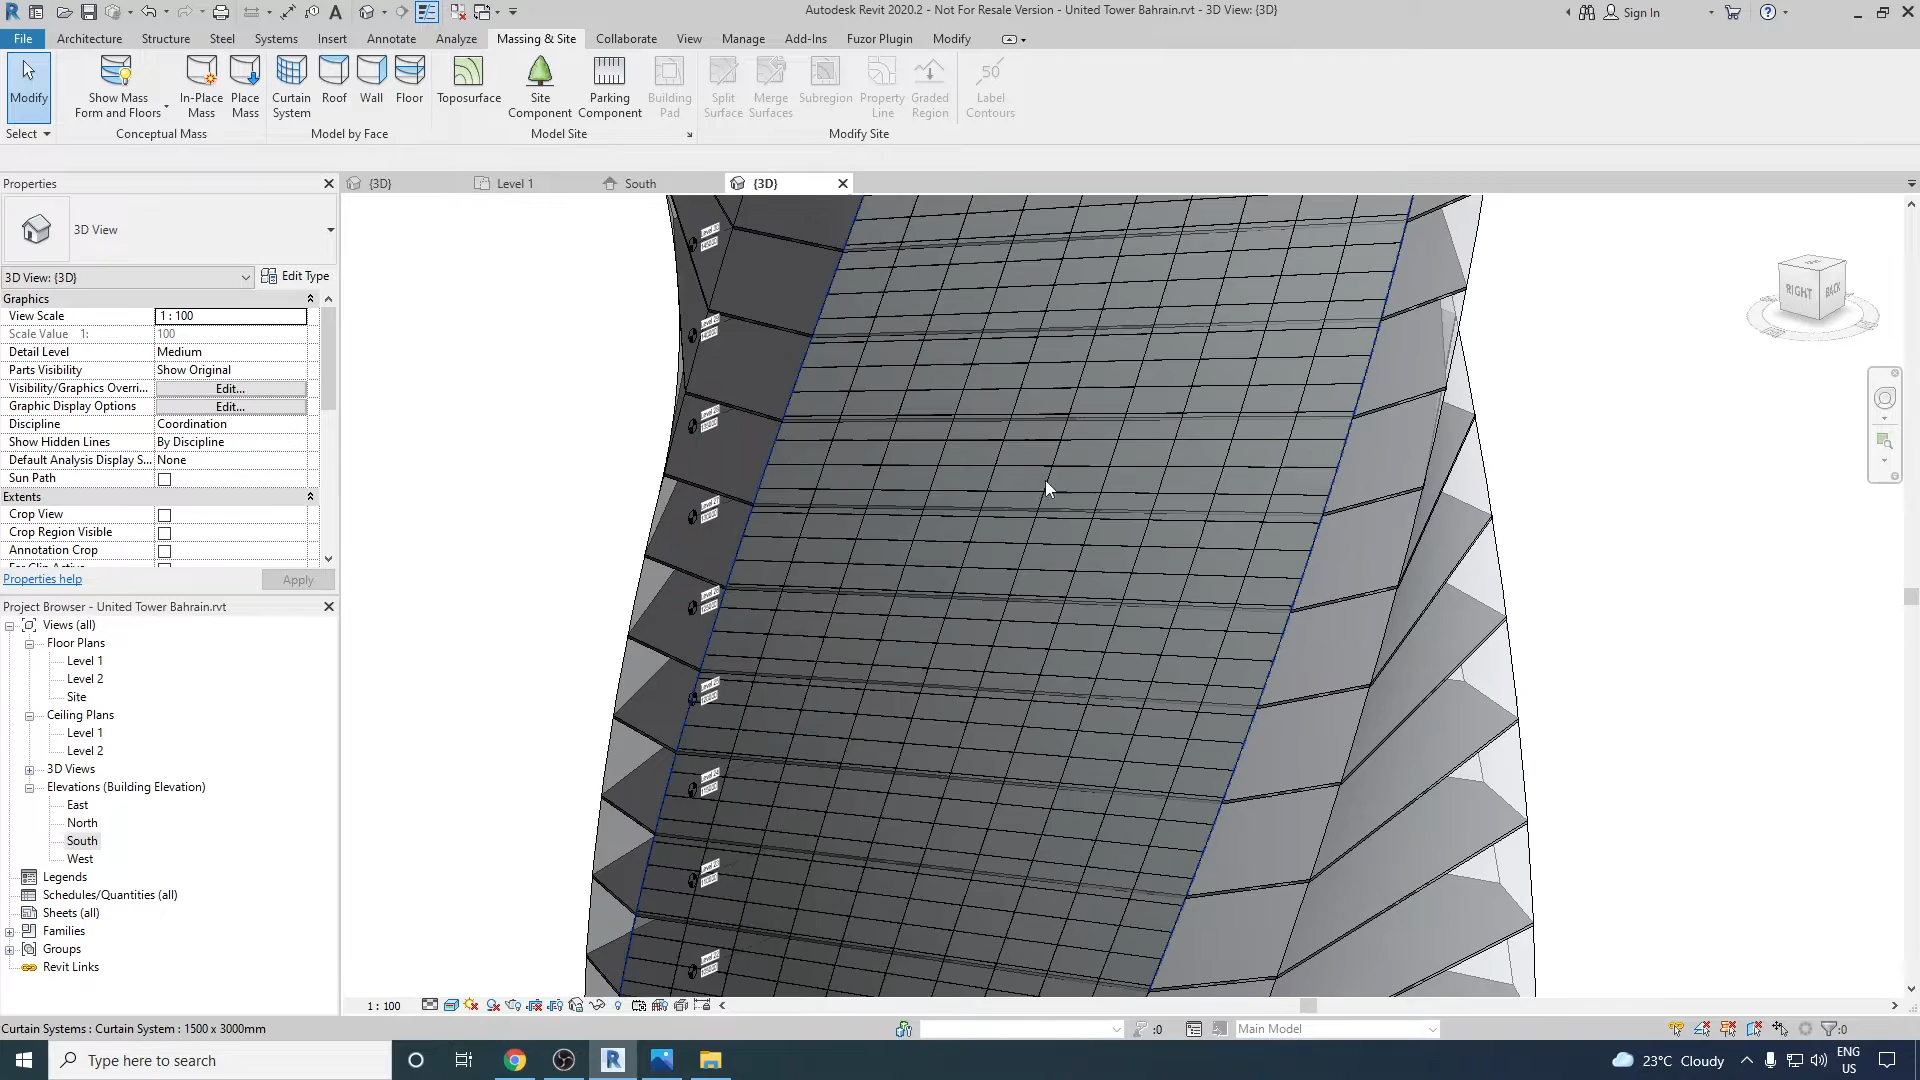 Autodesk Revit 2020.2 - Not For Resale Version - United Tower Bahrain.rvt - 3D View: {3D}
Sign In
File Architecture Structure Steel Systems Insert Annotate Analyze Massing & Site Collaborate View Manage Add-Ins Fuzor Plugin Modify
Modify
Show Mass
Form and Floors
In-Place
Mass
Place
Mass
Curtain
System
Roof
Wall
Floor
Toposurface
Site
Component
Parking
Component
Building
Pad
Split
Surface
Merge
Surfaces
Subregion
Property
Line
Graded
Region
50
Label
Contours
Select
Conceptual Mass
Model by Face
Model Site
Modify Site
Properties
{3D}
Level 1
South
{3D}
3D View
3D View: {3D}
Edit Type
Graphics
View Scale 1 : 100
Scale Value 1: 100
Detail Level Medium
Parts Visibility Show Original
Visibility/Graphics Overri... Edit...
Graphic Display Options Edit...
Discipline Coordination
Show Hidden Lines By Discipline
Default Analysis Display S... None
Sun Path
Extents
Crop View
Crop Region Visible
Annotation Crop
Properties help
Apply
Project Browser - United Tower Bahrain.rvt
Views (all)
Floor Plans
Level 1
Level 2
Site
Ceiling Plans
Level 1
Level 2
3D Views
Elevations (Building Elevation)
East
North
South
West
Legends
Schedules/Quantities (all)
Sheets (all)
Families
Groups
Revit Links
RIGHT
BACK
1 : 100
Curtain Systems : Curtain System : 1500 x 3000mm
:0
Main Model
:0
Type here to search
23°C Cloudy
ENG
US